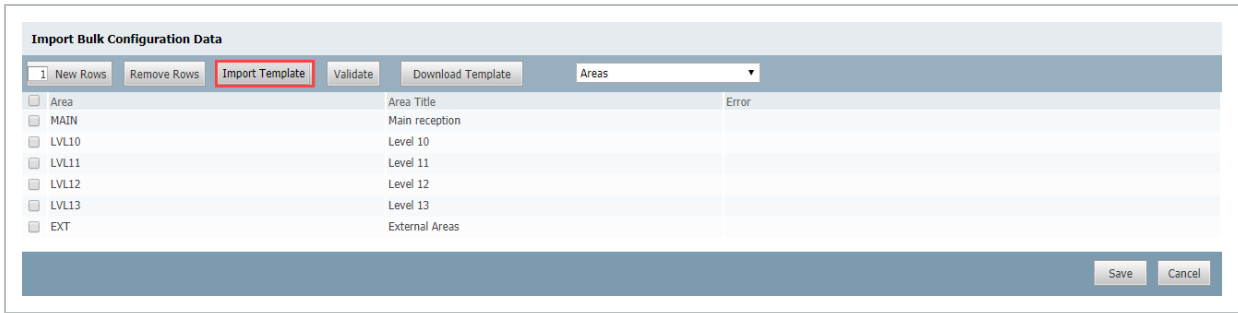 Import Bulk Configuration Data
1 New Rows Remove Rows Import Template Validate Download Template Areas
Area Area Title Error
MAIN Main reception
LVL10 Level 10
LVL11 Level 11
LVL12 Level 12
LVL13 Level 13
EXT External Areas
Save Cancel